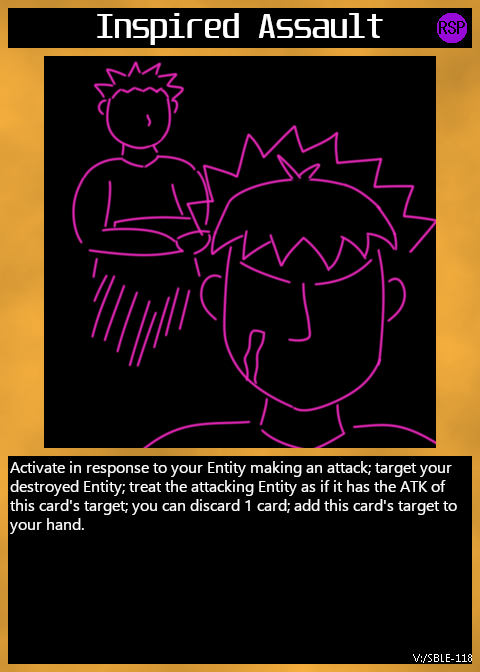 Inspired Assault
RSP
Activate in response to your Entity making an attack; target your
destroyed Entity; treat the attacking Entity as if it has the ATK of
this card's target; you can discard 1 card; add this card's target to
your hand.
V:/SBLE-118